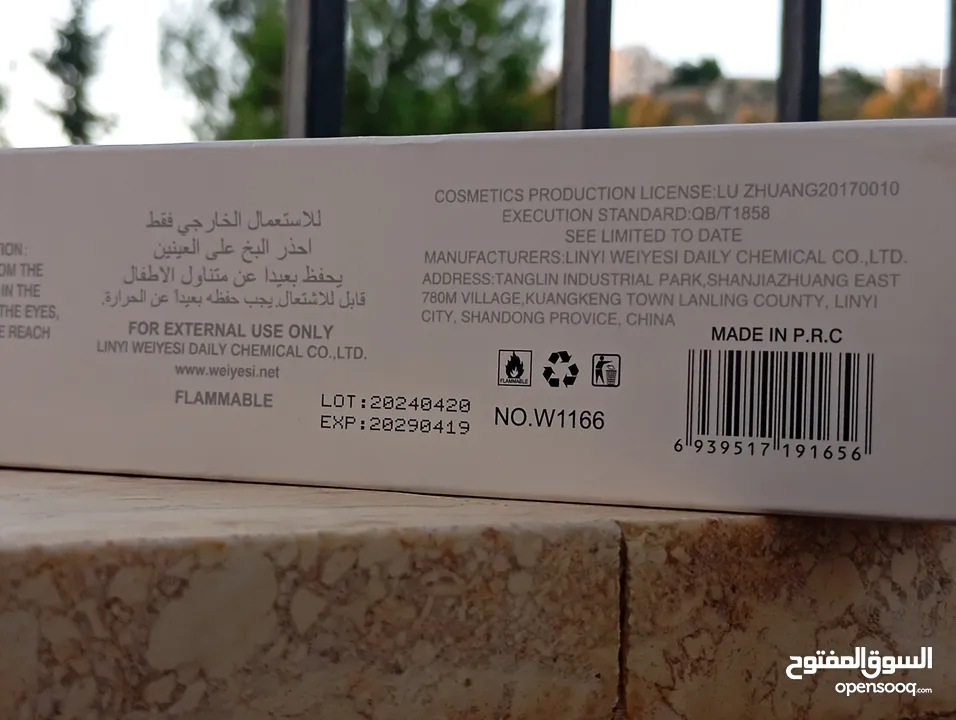 TION:
OM THE
IN THE
THE EYES,
E REACH
للاستعمال الخارجي فقط
احذر البخ على العينين
يحفظ بعيدا عن متناول الاطفال
قابل للاشتعال,يجب حفظه بعيداً عن الحرارة.
FOR EXTERNAL USE ONLY
LINYI WEIYESI DAILY CHEMICAL CO.,LTD.
www.weiyesi.net
FLAMMABLE
LOT:20240420
EXP:20290419
COSMETICS PRODUCTION LICENSE:LU ZHUANG20170010
EXECUTION STANDARD:QB/T1858
SEE LIMITED TO DATE
MANUFACTURERS:LINYI WEIYESI DAILY CHEMICAL CO.,LTD.
ADDRESS:TANGLIN INDUSTRIAL PARK,SHANJIAZHUANG EAST
780M VILLAGE,KUANGKENG TOWN LANLING COUNTY, LINYI
CITY, SHANDONG PROVICE, CHINA
MADE IN P.R.C
FLAMMABLE
NO.W1166
6 939517 191656
السوق المفتوح
opensooq.com